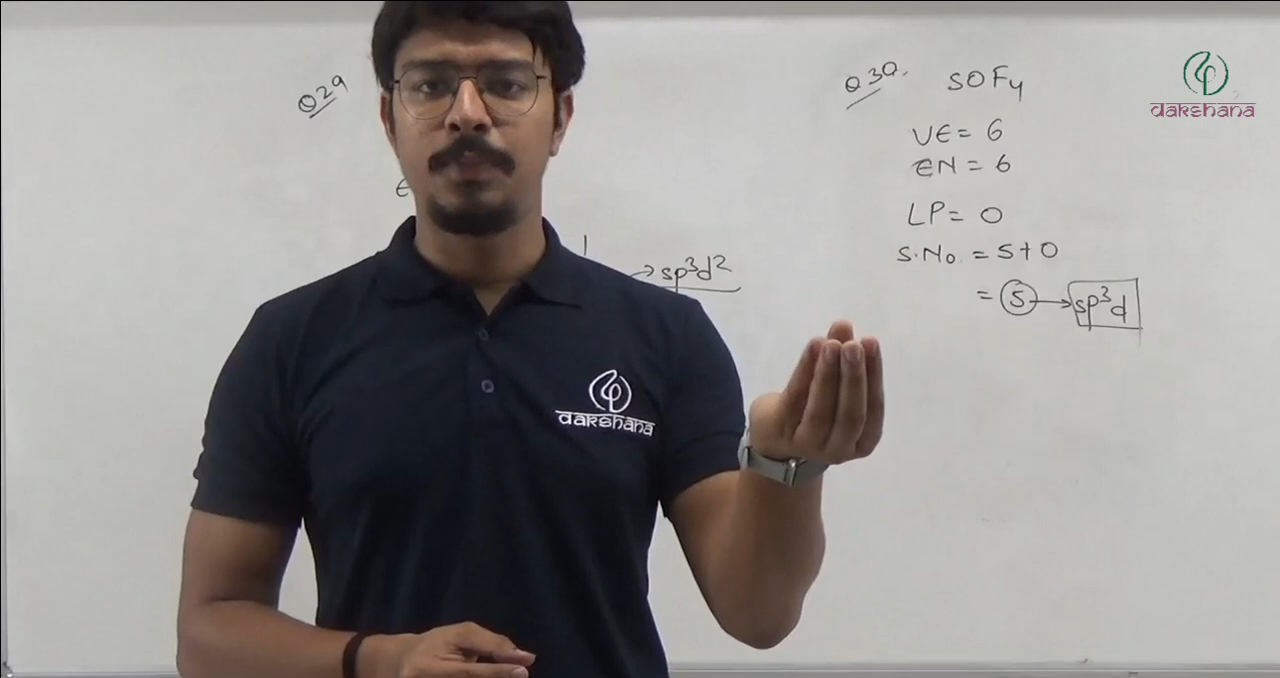 Q29
sp³d²
Q30.
SOF₄
VE = 6
EN = 6
LP = 0
S.No. = 5+0
= 5 → sp³d
dakshana
dakshana